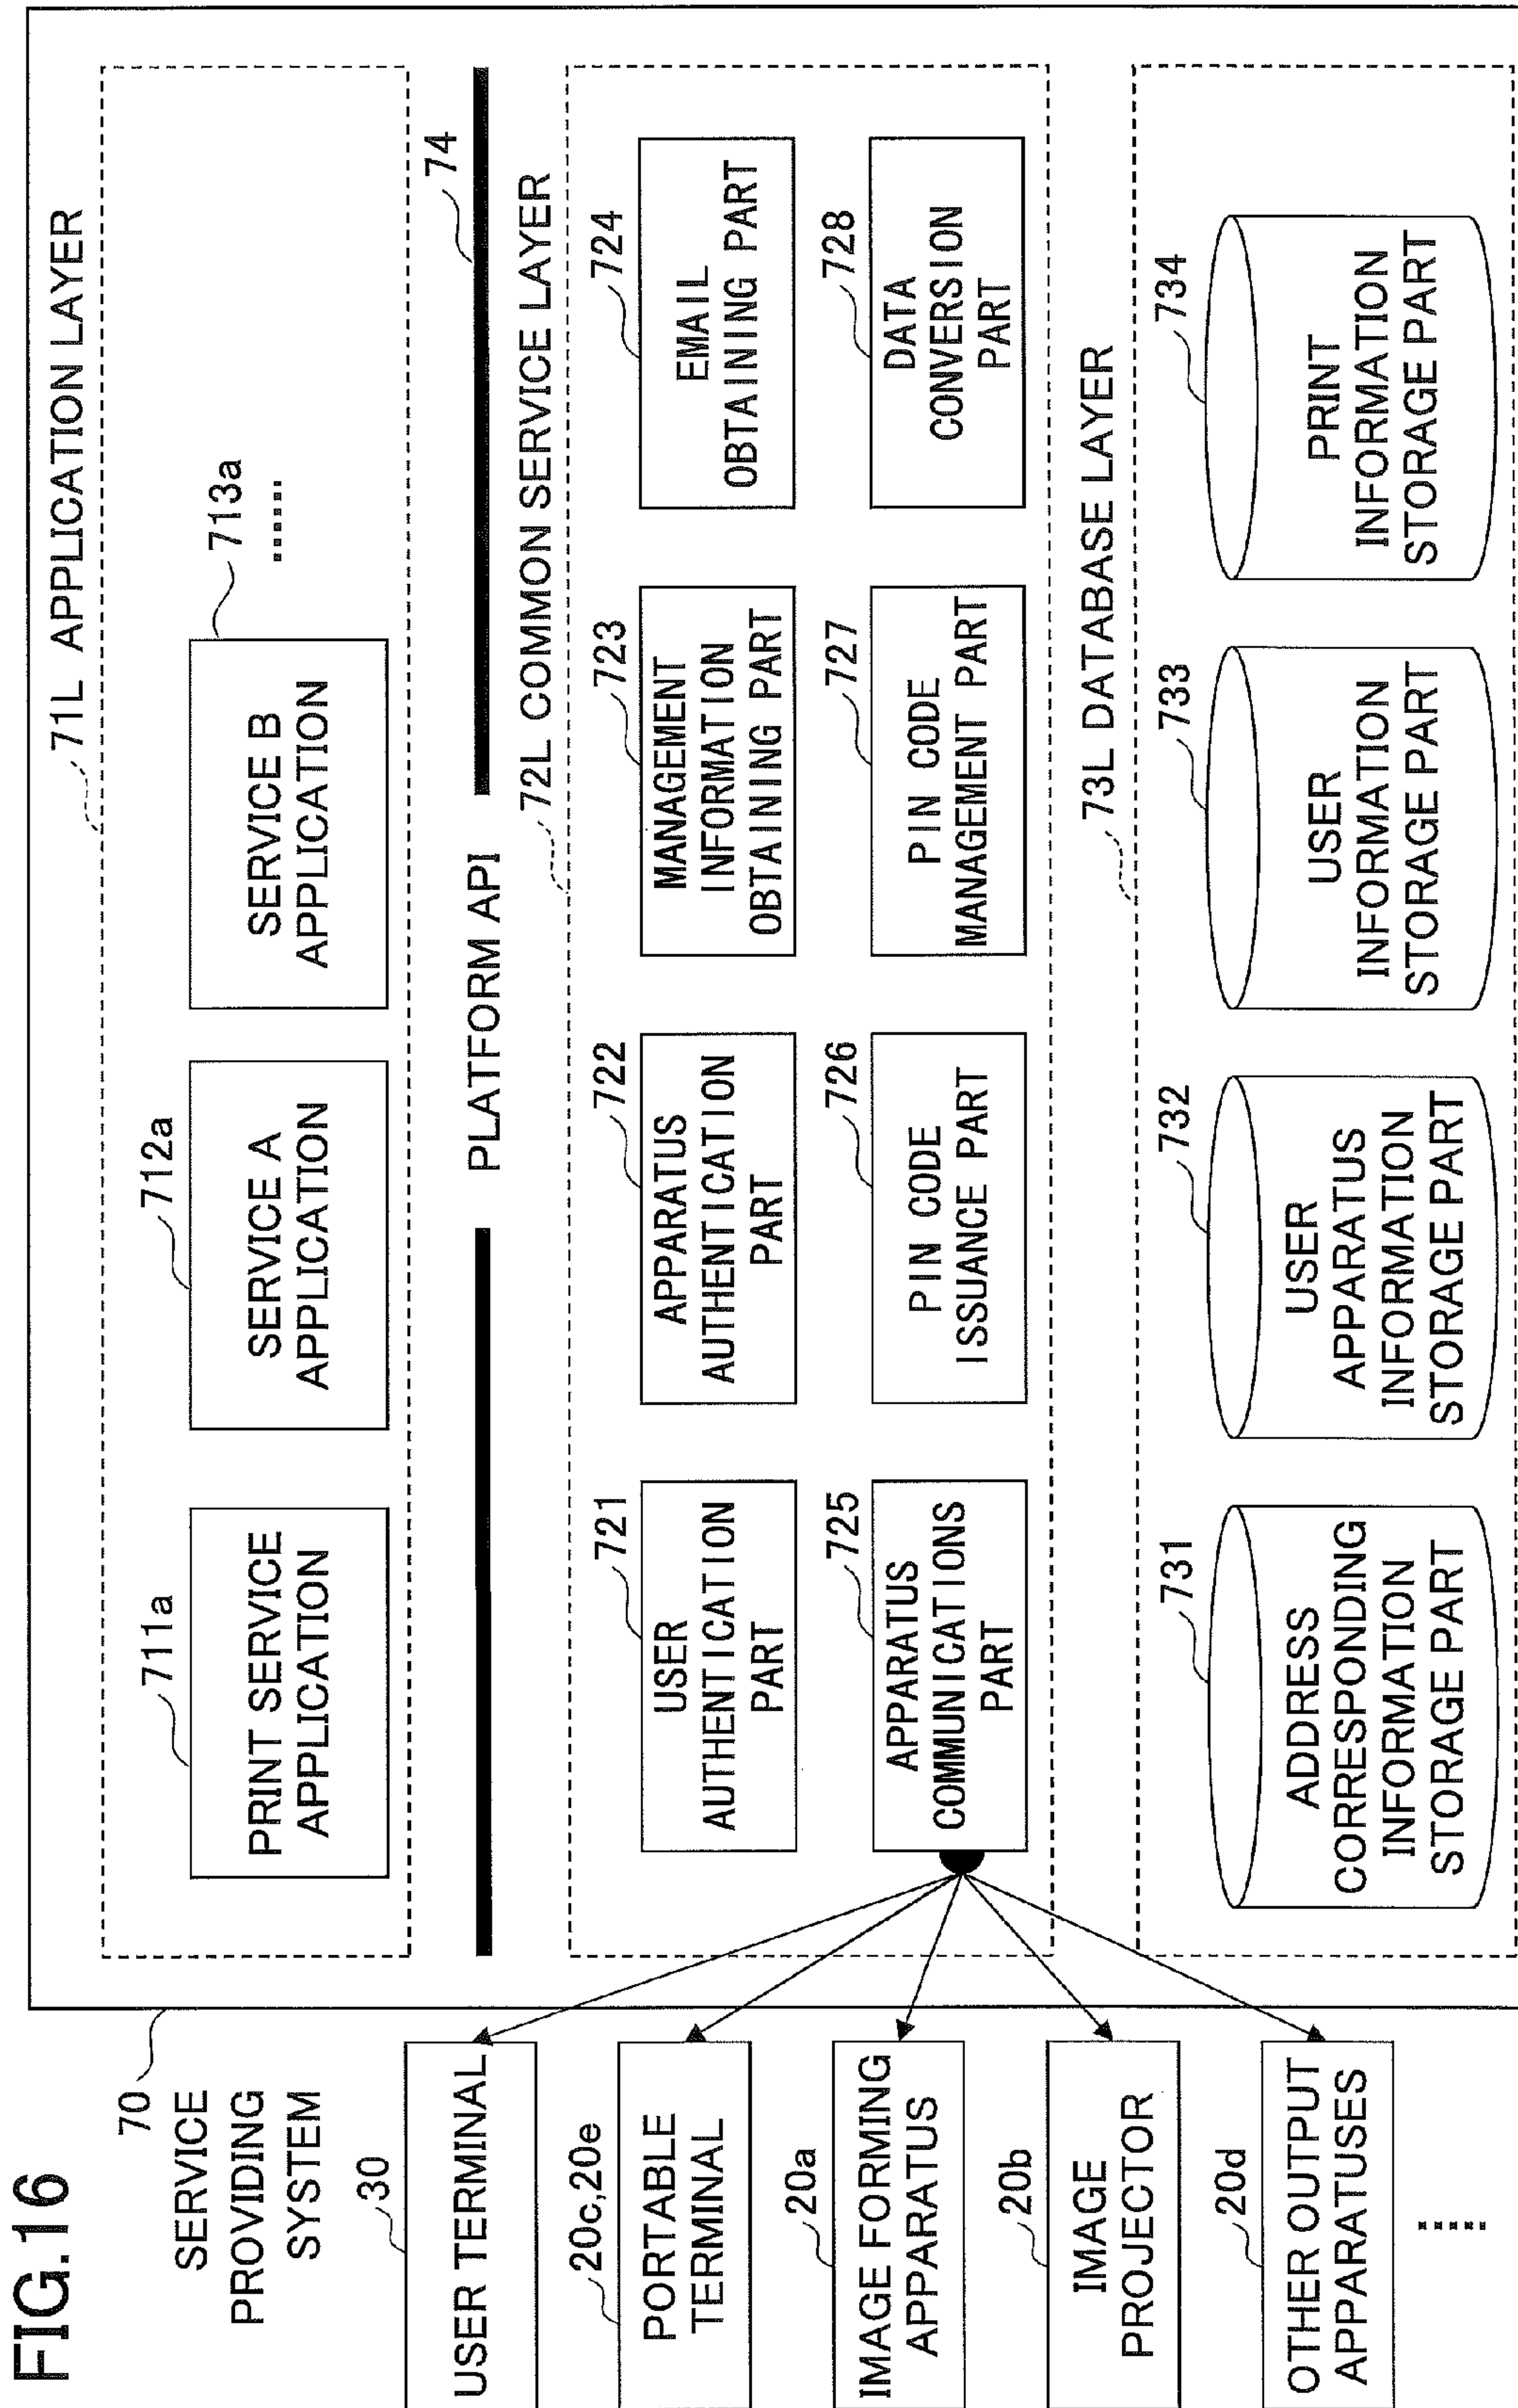 FIG.16
70
SERVICE
PROVIDING
SYSTEM
30
USER TERMINAL
20c,20e
PORTABLE
TERMINAL
20a
IMAGE FORMING
APPARATUS
20b
IMAGE
PROJECTOR
20d
OTHER OUTPUT
APPARATUSES
71L APPLICATION LAYER
711a
PRINT SERVICE
APPLICATION
712a
SERVICE A
APPLICATION
713a
SERVICE B
APPLICATION
PLATFORM API
74
72L COMMON SERVICE LAYER
721
USER
AUTHENTICATION
PART
722
APPARATUS
AUTHENTICATION
PART
723
MANAGEMENT
INFORMATION
OBTAINING PART
724
EMAIL
OBTAINING PART
725
APPARATUS
COMMUNICATIONS
PART
726
PIN CODE
ISSUANCE PART
727
PIN CODE
MANAGEMENT PART
728
DATA
CONVERSION
PART
73L DATABASE LAYER
731
ADDRESS
CORRESPONDING
INFORMATION
STORAGE PART
732
USER
APPARATUS
INFORMATION
STORAGE PART
733
USER
INFORMATION
STORAGE PART
734
PRINT
INFORMATION
STORAGE PART